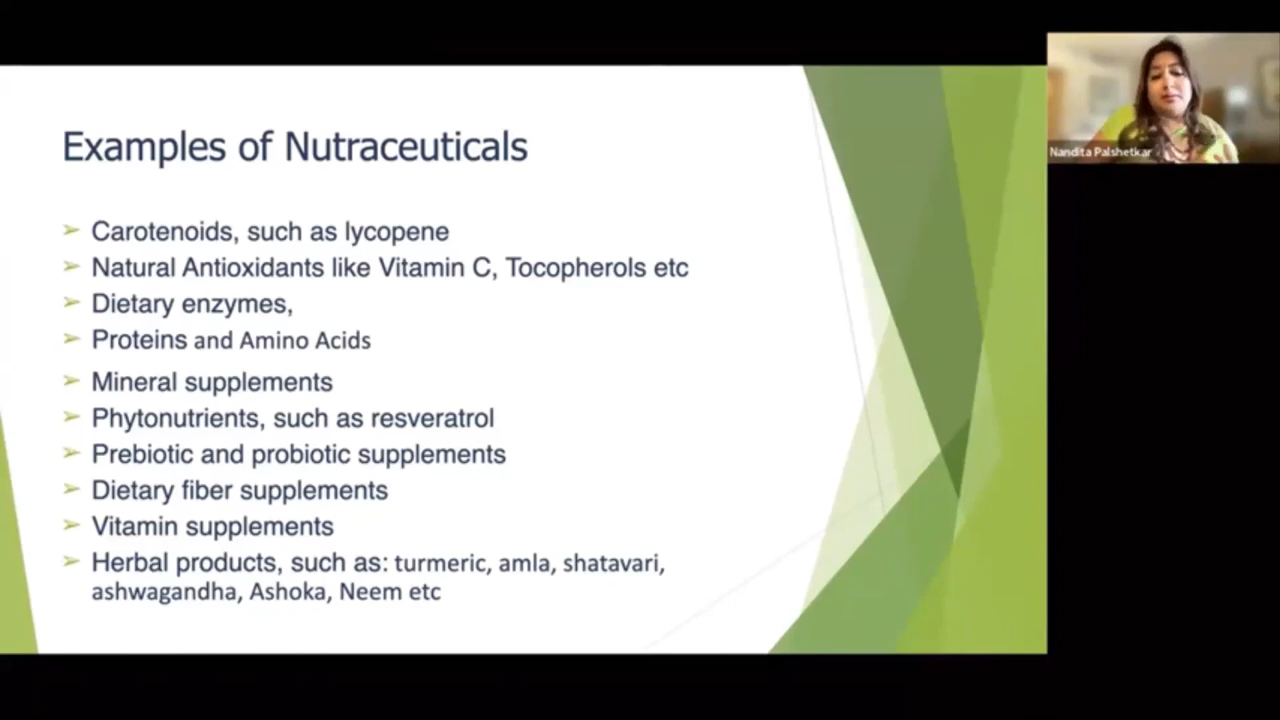 Examples of Nutraceuticals
➢ Carotenoids, such as lycopene
➢ Natural Antioxidants like Vitamin C, Tocopherols etc
➢ Dietary enzymes,
➢ Proteins and Amino Acids
➢ Mineral supplements
➢ Phytonutrients, such as resveratrol
➢ Prebiotic and probiotic supplements
➢ Dietary fiber supplements
➢ Vitamin supplements
➢ Herbal products, such as: turmeric, amla, shatavari,
ashwagandha, Ashoka, Neem etc
Nandita Palshetkar